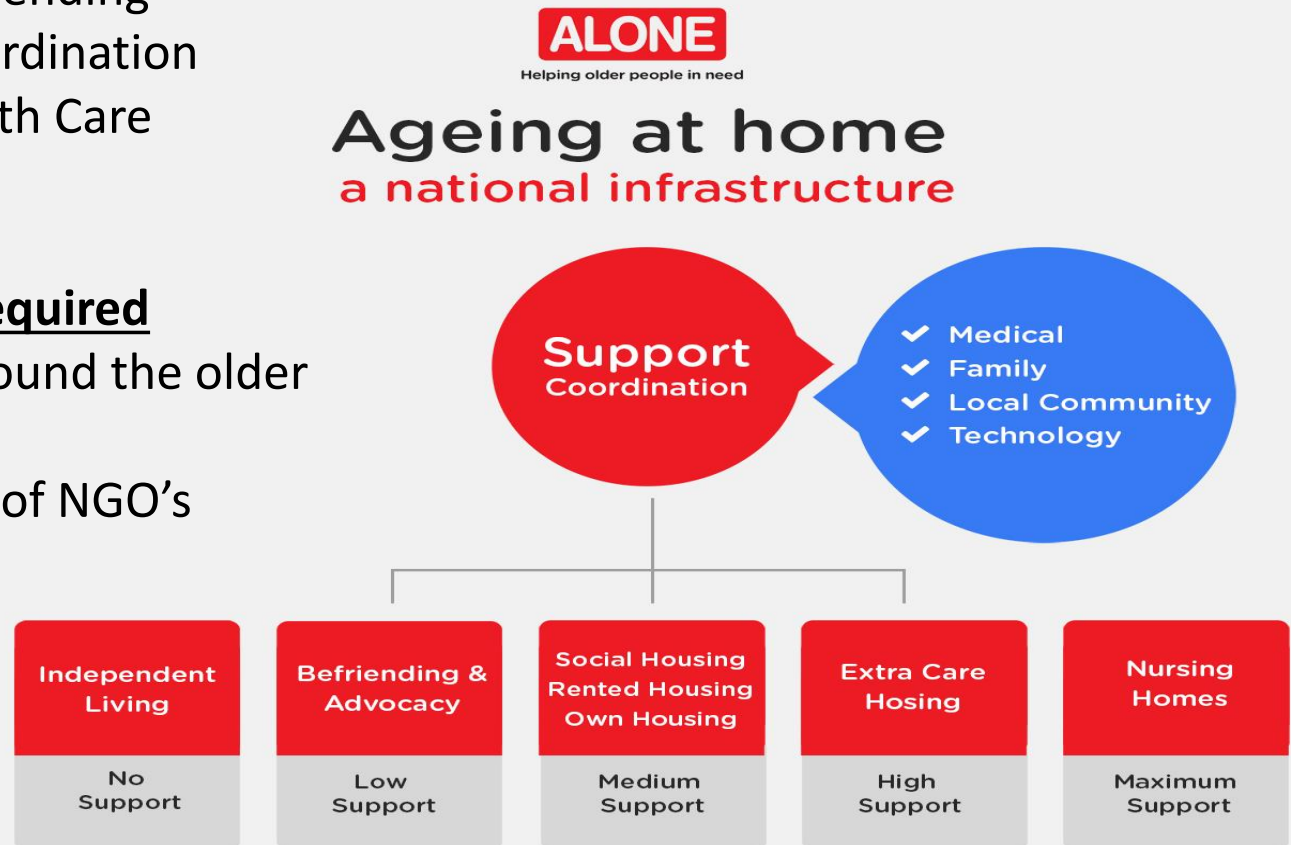 ending
rdination
th Care
equired
ound the older
of NGO’s
ALONE
Helping older people in need
Ageing at home
a national infrastructure
Support
Coordination
Medical
Family
Local Community
Technology
Independent
Living
No
Support
Befriending &
Advocacy
Low
Support
Social Housing
Rented Housing
Own Housing
Medium
Support
Extra Care
Hosing
High
Support
Nursing
Homes
Maximum
Support